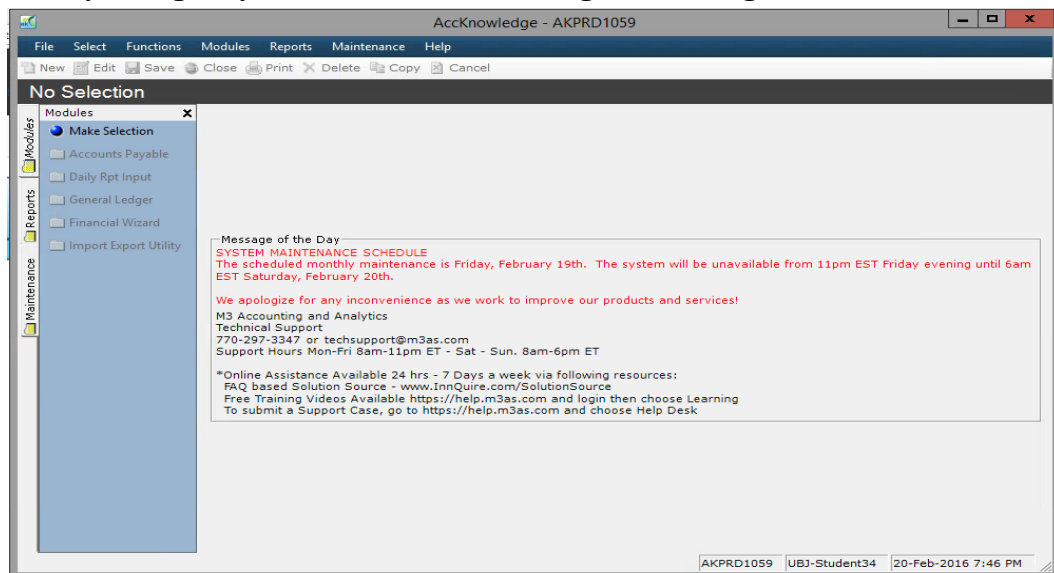 AccKnowledge - AKPRD1059
File Select Functions Modules Reports Maintenance Help
New Edit Save Close Print Delete Copy Cancel
No Selection
Modules
Reports
Maintenance
Modules
Make Selection
Accounts Payable
Daily Rpt Input
General Ledger
Financial Wizard
Import Export Utility
Message of the Day
SYSTEM MAINTENANCE SCHEDULE
The scheduled monthly maintenance is Friday, February 19th. The system will be unavailable from 11pm EST Friday evening until 6am
EST Saturday, February 20th.
We apologize for any inconvenience as we work to improve our products and services!
M3 Accounting and Analytics
Technical Support
770-297-3347 or techsupport@m3as.com
Support Hours Mon-Fri 8am-11pm ET - Sat - Sun. 8am-6pm ET
*Online Assistance Available 24 hrs - 7 Days a week via following resources:
FAQ based Solution Source - www.InnQuire.com/SolutionSource
Free Training Videos Available https://help.m3as.com and login then choose Learning
To submit a Support Case, go to https://help.m3as.com and choose Help Desk
AKPRD1059 UBJ-Student34 20-Feb-2016 7:46 PM